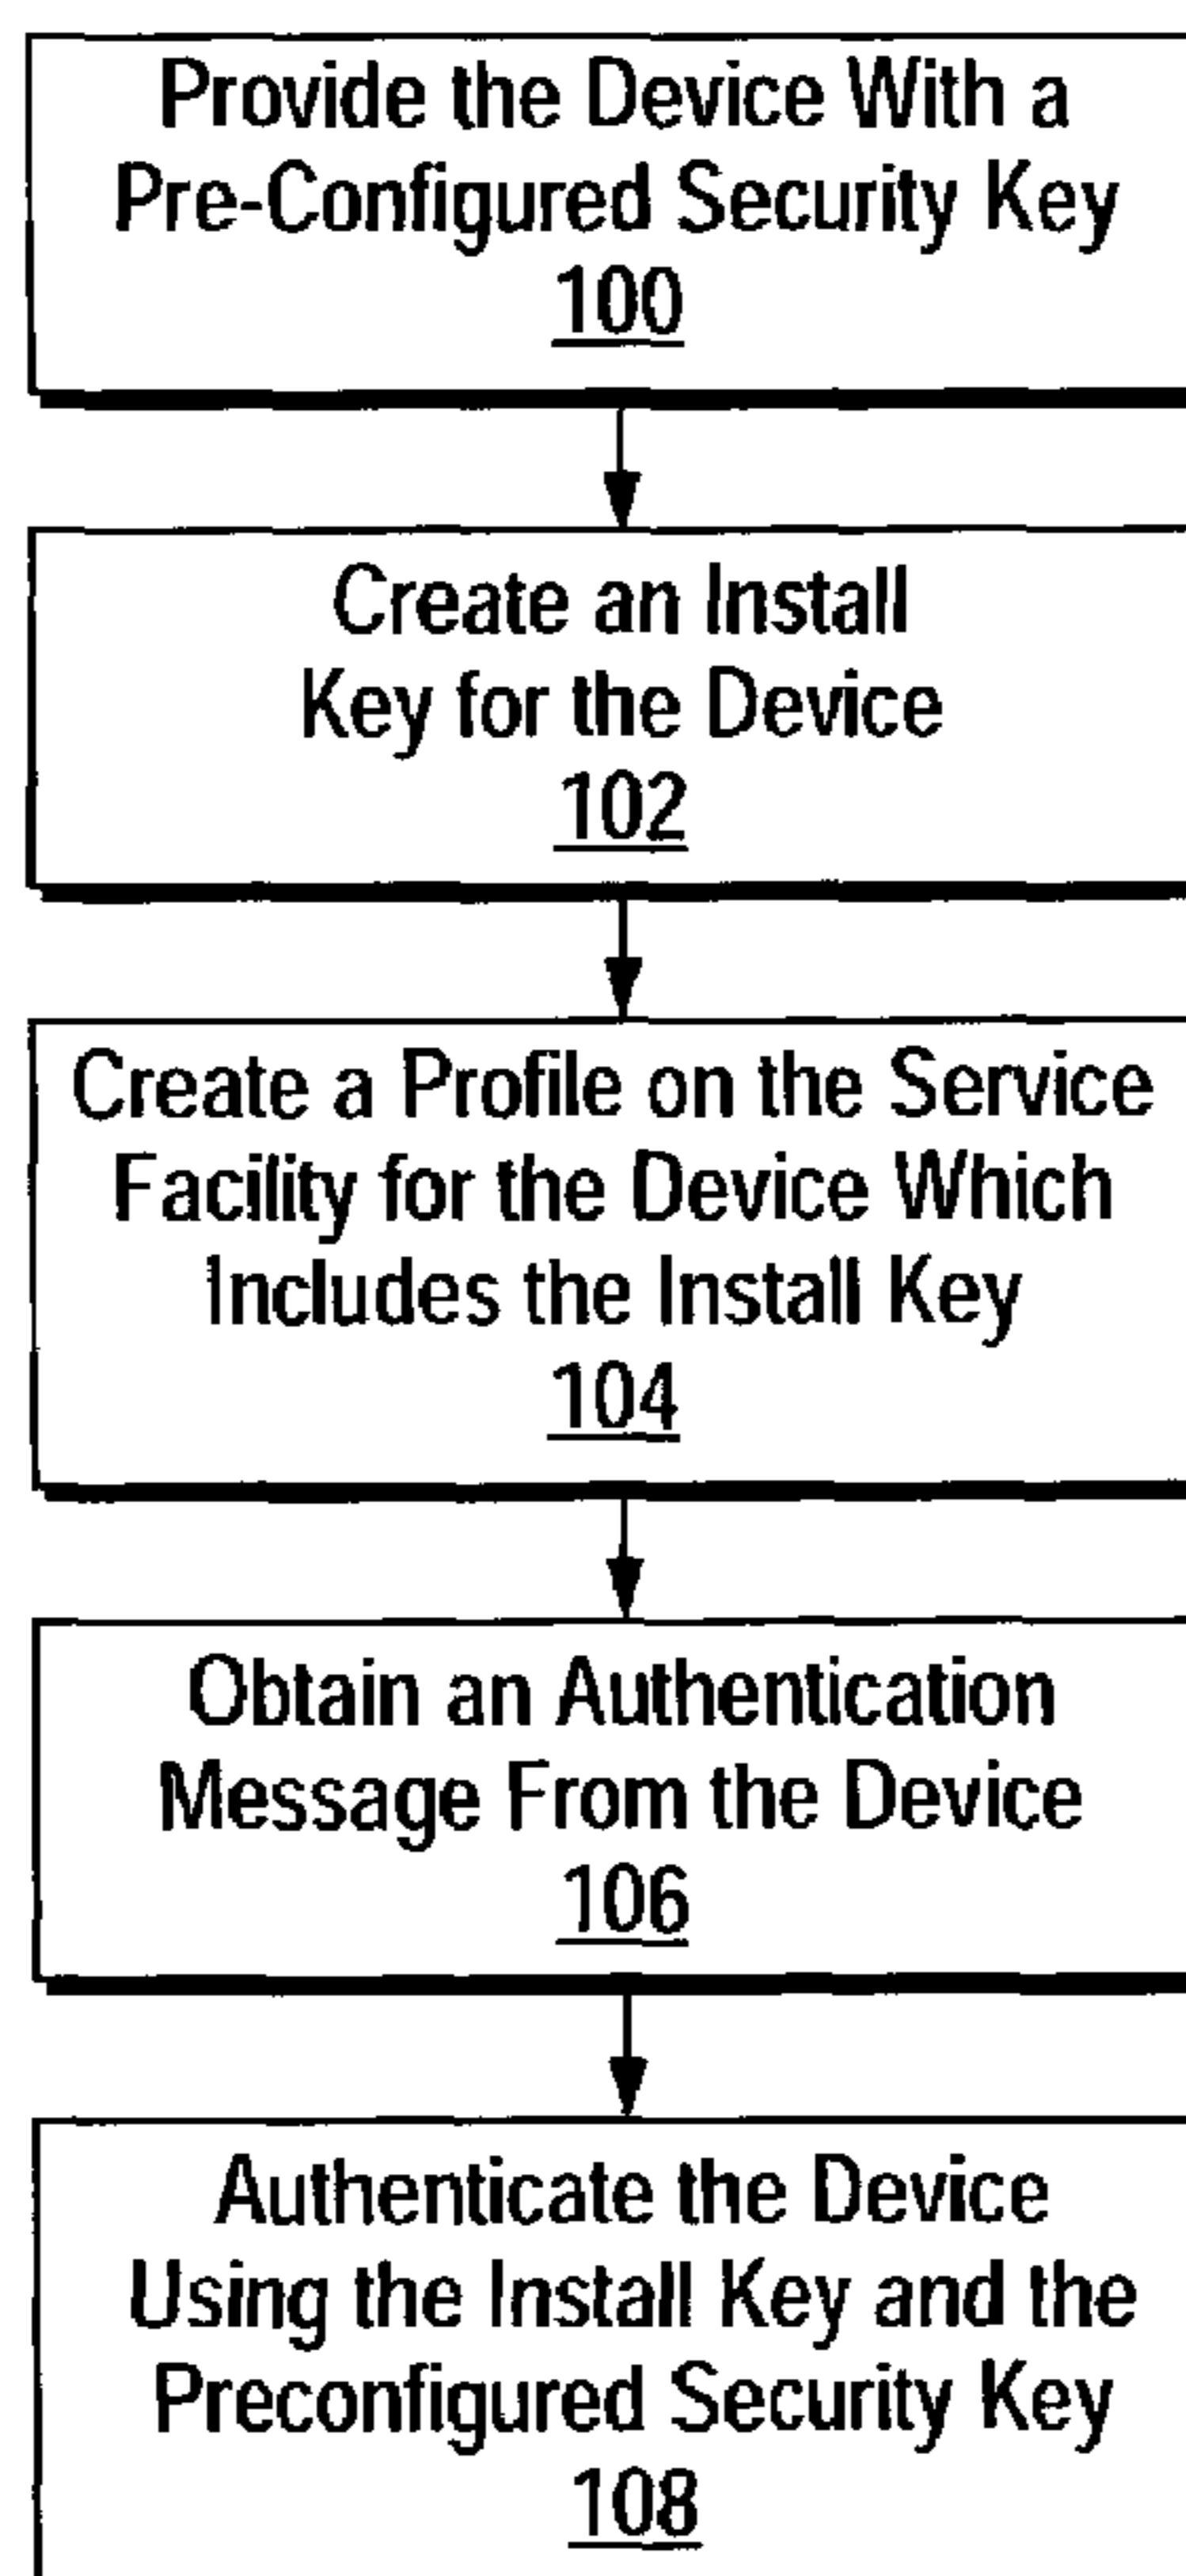 Provide the Device With a
Pre-Configured Security Key
100
Create an Install
Key for the Device
102
Create a Profile on the Service
Facility for the Device Which
Includes the Install Key
104
Obtain an Authentication
Message From the Device
106
Authenticate the Device
Using the Install Key and the
Preconfigured Security Key
108